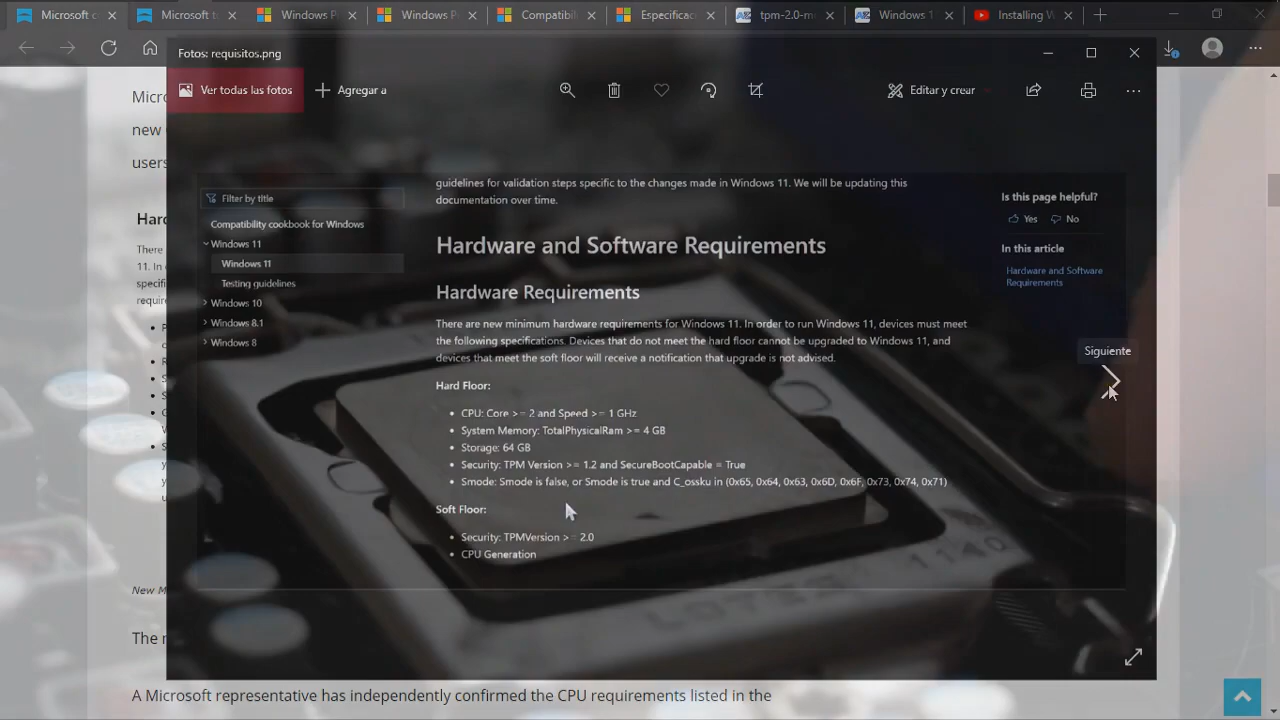 Microsoft c
Microsoft t
Windows P
Windows P
Compatib
Especificac
tpm-2.0-m
Windows 1
Installing W
Fotos: requisitos.png
Ver todas las fotos
Agregar a
Editar y crear
Micro
new
users
Hard
There
11. In
specifi
requir
guidelines for validation steps specific to the changes made in Windows 11. We will be updating this
documentation over time.
Filter by title
Compatibility cookbook for Windows
Windows 11
Windows 11
Testing guidelines
Windows 10
Windows 8.1
Windows 8
Is this page helpful?
Yes No
In this article
Hardware and Software
Requirements
Hardware and Software Requirements
Hardware Requirements
There are new minimum hardware requirements for Windows 11. In order to run Windows 11, devices must meet
the following specifications. Devices that do not meet the hard floor cannot be upgraded to Windows 11, and
devices that meet the soft floor will receive a notification that upgrade is not advised.
Siguiente
Hard Floor:
CPU: Core >= 2 and Speed >= 1 GHz
System Memory: TotalPhysicalRam >= 4 GB
Storage: 64 GB
Security: TPM Version >= 1.2 and SecureBootCapable = True
Smode: Smode is false, or Smode is true and C_ossku in (0x65, 0x64, 0x63, 0x6D, 0x6F, 0x73, 0x74, 0x71)
Soft Floor:
Security: TPMVersion >= 2.0
CPU Generation
New M
The r
A Microsoft representative has independently confirmed the CPU requirements listed in the